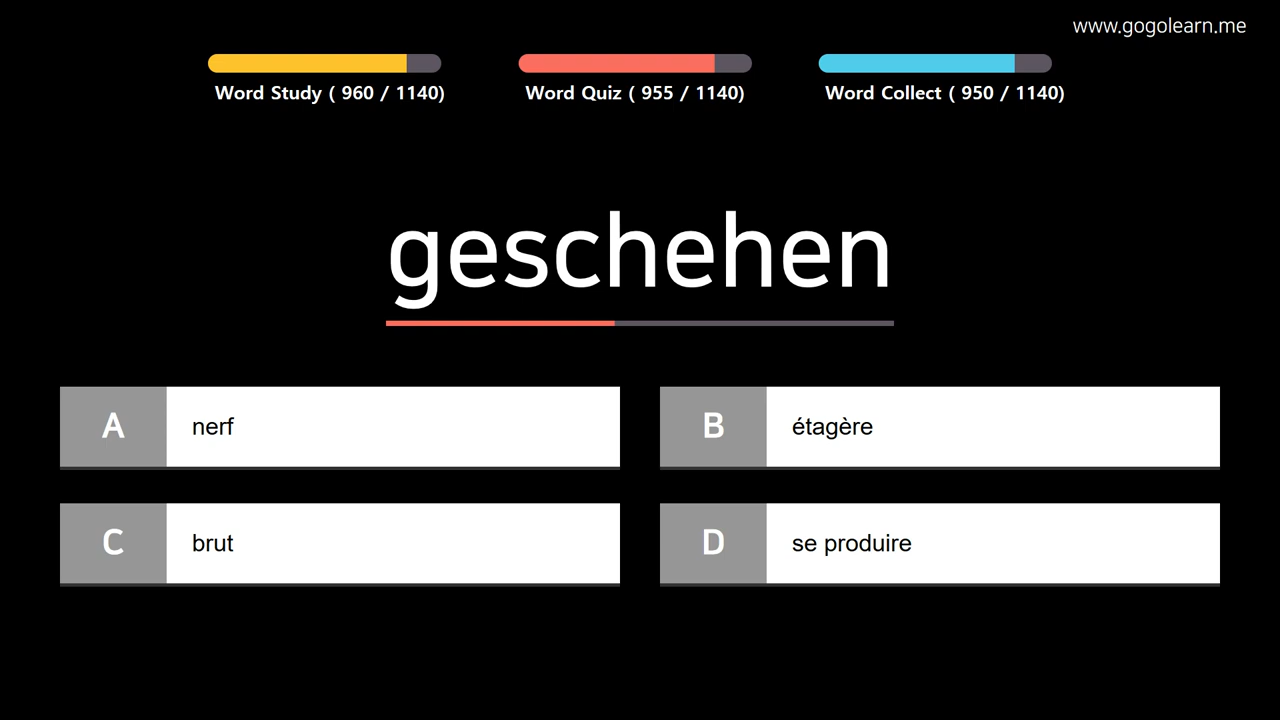 www.gogolearn.me
Word Study ( 960 / 1140)
Word Quiz ( 955 / 1140)
Word Collect ( 950 / 1140)
geschehen
A nerf
B étagère
C brut
D se produire